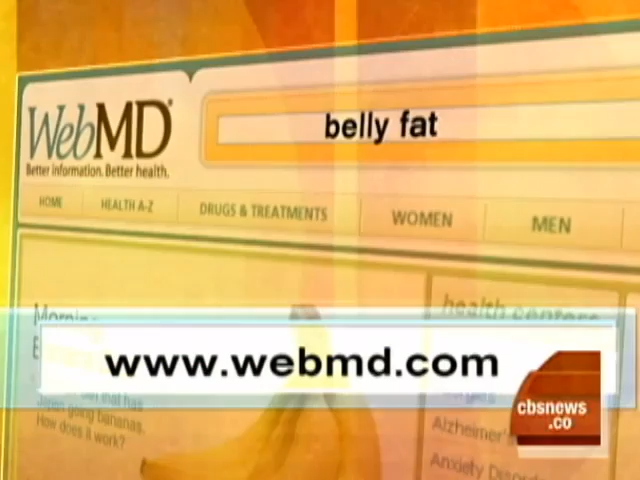 WebMD
Better information. Better health.
belly fat
HOME HEALTH A-Z DRUGS & TREATMENTS WOMEN MEN
health centers
www.webmd.com
Japan going bananas.
How does it work?
Alzheimer's
Anxiety
cbsnews
.co